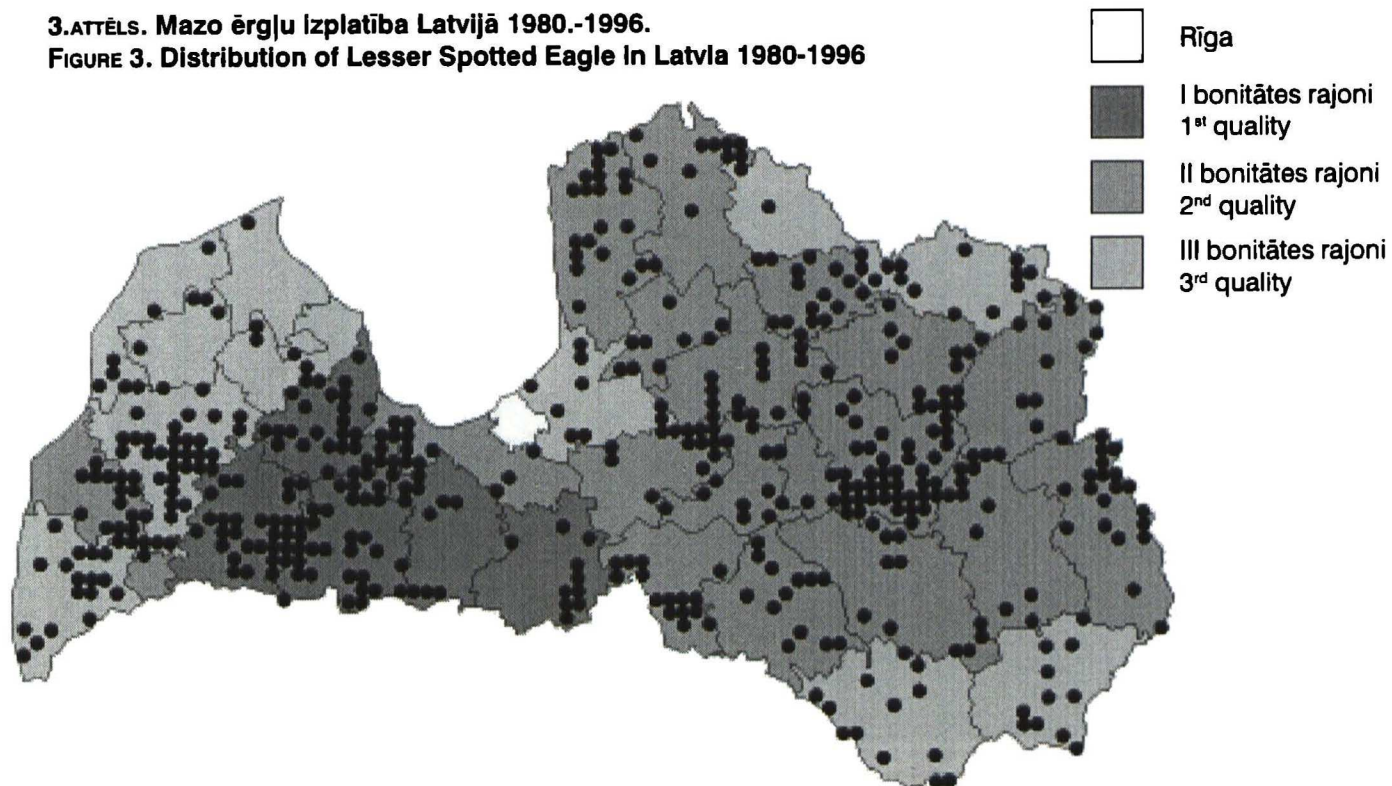 3.ATTĒLS. Mazo ērgļu izplatība Latvijā 1980.-1996.
FIGURE 3. Distribution of Lesser Spotted Eagle in Latvia 1980-1996
Rīga
I bonitātes rajoni
1st quality
II bonitātes rajoni
2nd quality
III bonitātes rajoni
3rd quality